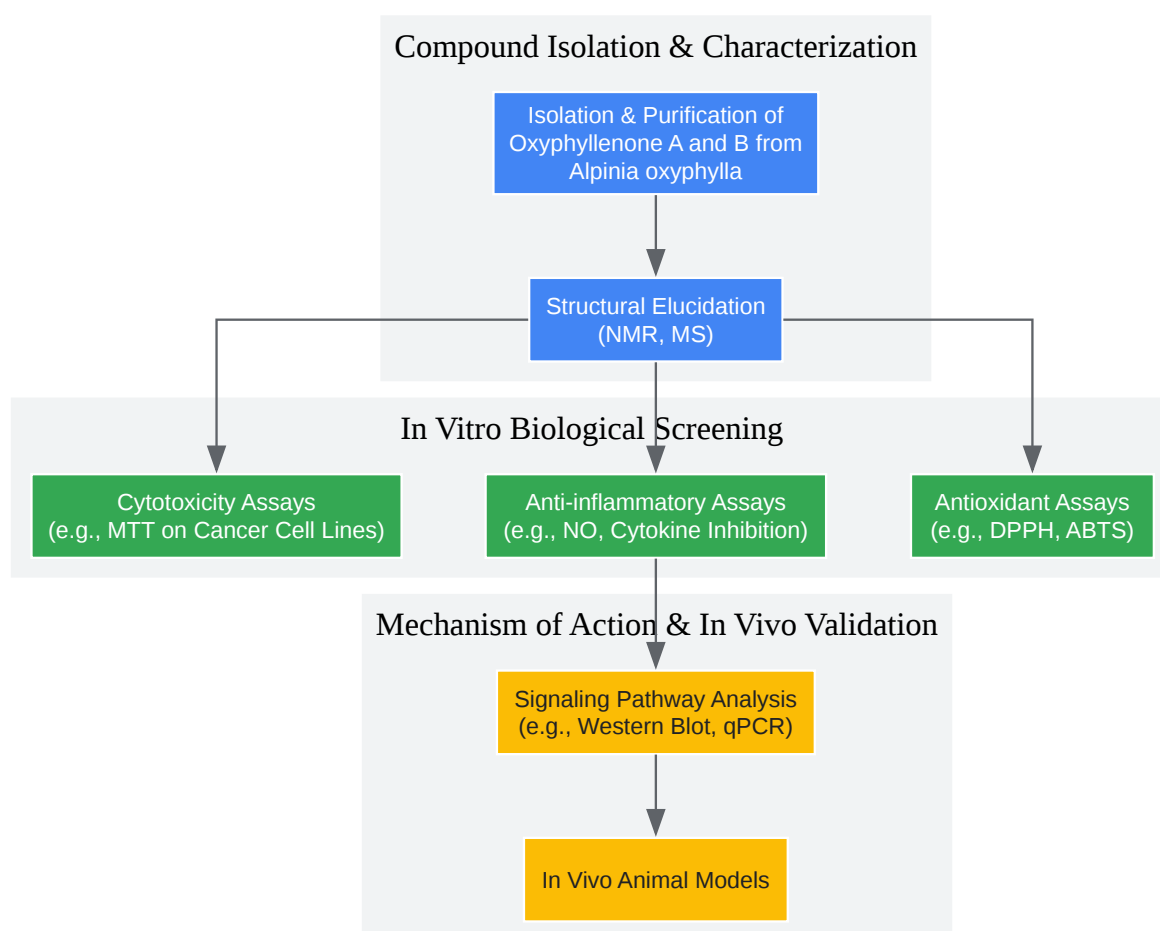 Compound Isolation & Characterization
Isolation & Purification of
Oxyphyllenone A and B from
Alpinia oxyphylla
Structural Elucidation
(NMR, MS)
In Vitro Biological Screening
Cytotoxicity Assays
(e.g., MTT on Cancer Cell Lines)
Anti-inflammatory Assays
(e.g., NO, Cytokine Inhibition)
Antioxidant Assays
(e.g., DPPH, ABTS)
Mechanism of Action & In Vivo Validation
Signaling Pathway Analysis
(e.g., Western Blot, qPCR)
In Vivo Animal Models